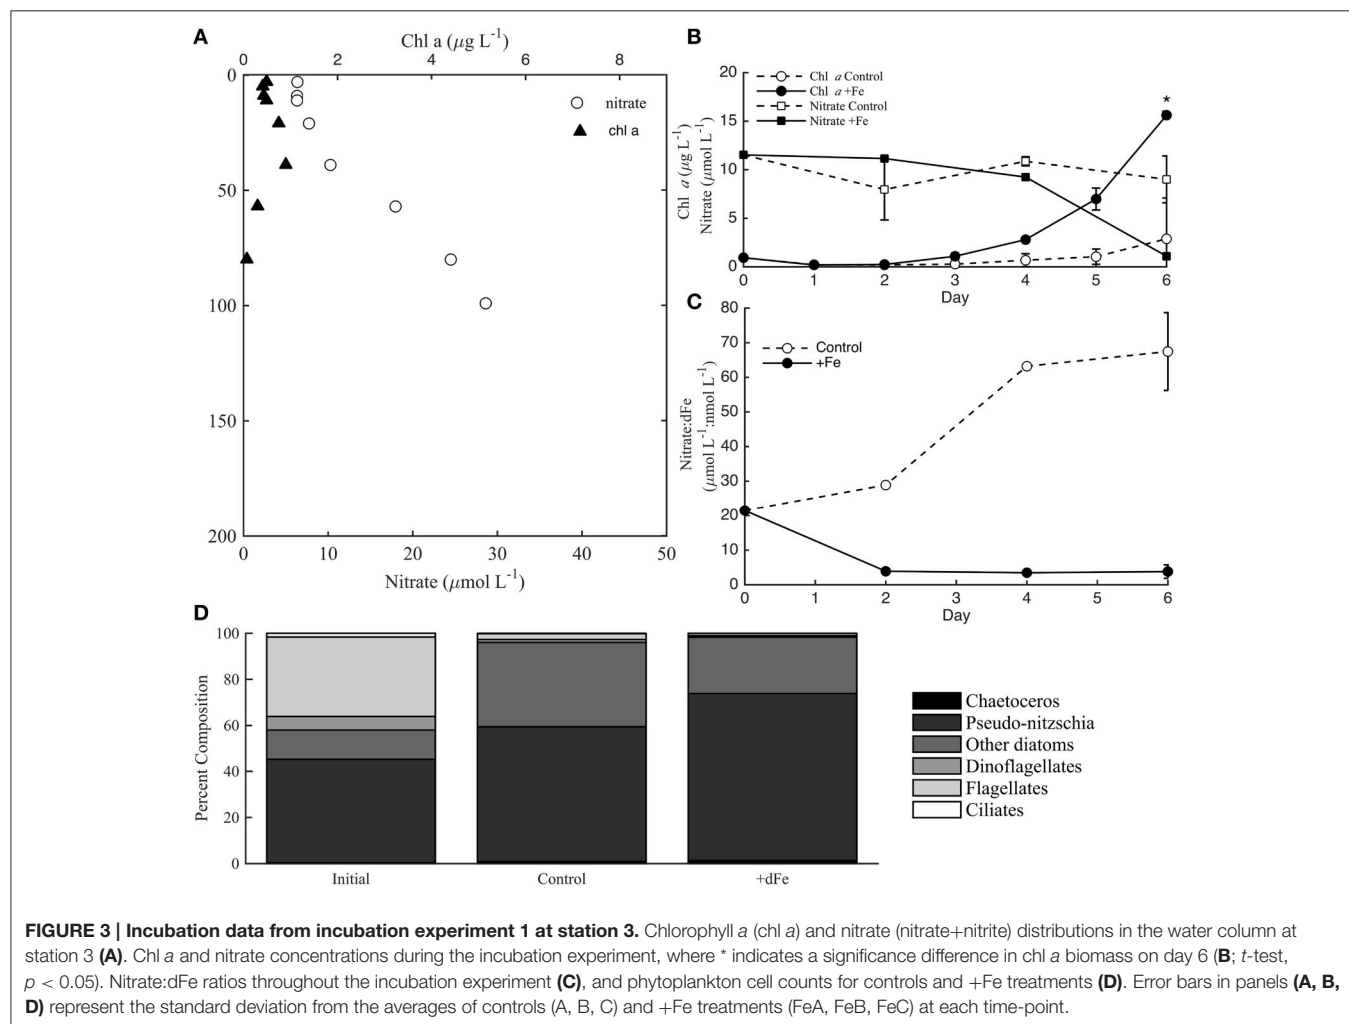 A
Chl a (μg L⁻¹)
0 2 4 6 8
0
50
100
150
200
nitrate
chl a
0 10 20 30 40 50
Nitrate (μmol L⁻¹)
B
20
15
10
5
0
Chl a (μg L⁻¹)
Nitrate (μmol L⁻¹)
Chl a Control
Chl a +Fe
Nitrate Control
Nitrate +Fe
*
0 1 2 3 4 5 6
Day
C
80
70
60
50
40
30
20
10
0
Nitrate:dFe
(μmol L⁻¹:nmol L⁻¹)
Control
+Fe
0 1 2 3 4 5 6
Day
D
100
80
60
40
20
0
Percent Composition
Initial Control +dFe
Chaetoceros
Pseudo-nitzschia
Other diatoms
Dinoflagellates
Flagellates
Ciliates
FIGURE 3 | Incubation data from incubation experiment 1 at station 3. Chlorophyll a (chl a) and nitrate (nitrate+nitrite) distributions in the water column at
station 3 (A). Chl a and nitrate concentrations during the incubation experiment, where * indicates a significance difference in chl a biomass on day 6 (B; t-test,
p < 0.05). Nitrate:dFe ratios throughout the incubation experiment (C), and phytoplankton cell counts for controls and +Fe treatments (D). Error bars in panels (A, B,
D) represent the standard deviation from the averages of controls (A, B, C) and +Fe treatments (FeA, FeB, FeC) at each time-point.